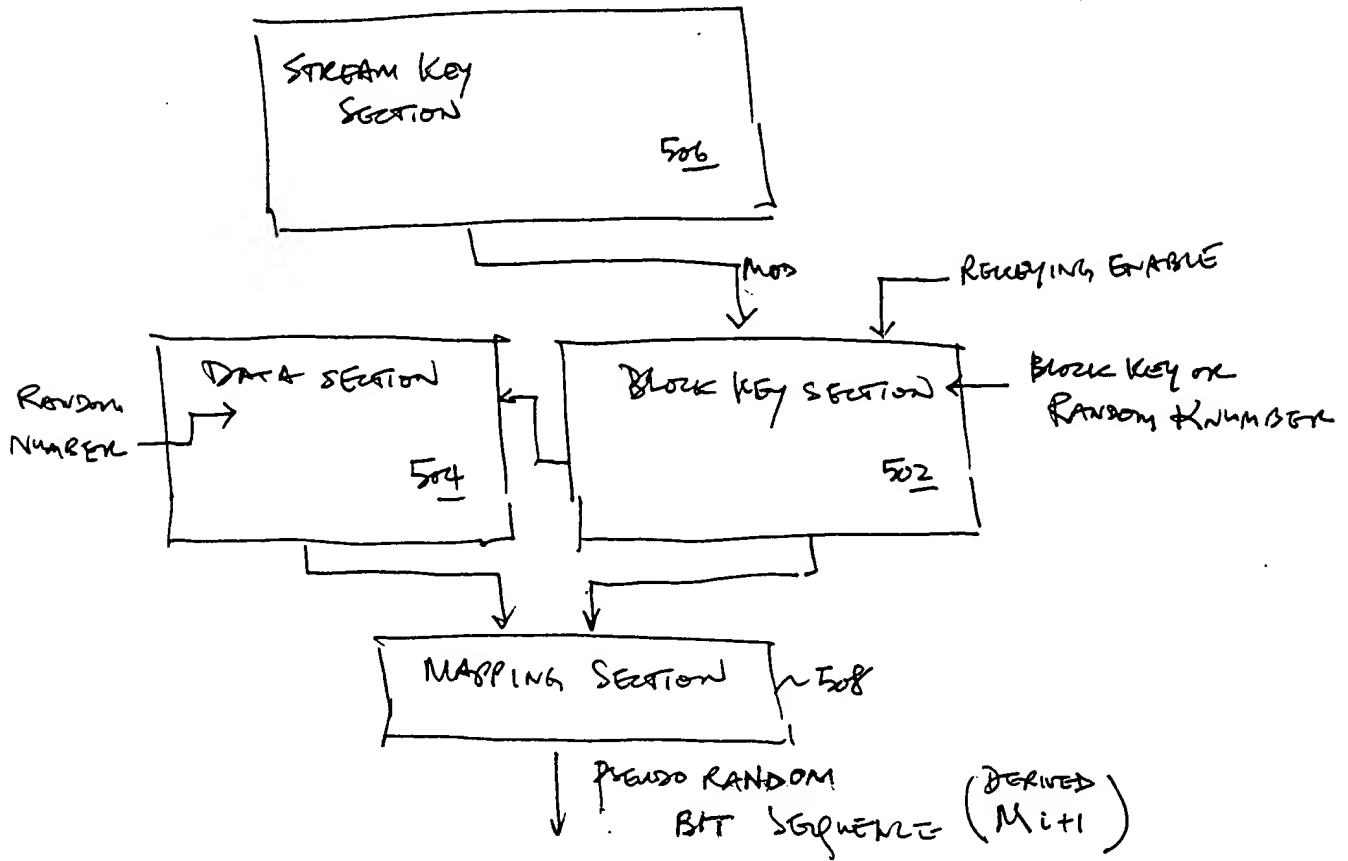 STREAM KEY
SECTION
506
MOD
REKEYING ENABLE
DATA SECTION
RANDOM
NUMBER
504
BLOCK KEY SECTION
502
BLOCK KEY OR
RANDOM KNUMBER
MAPPING SECTION
508
PSEUDO RANDOM
BIT SEQUENCE (DERIVED
Mi+1)